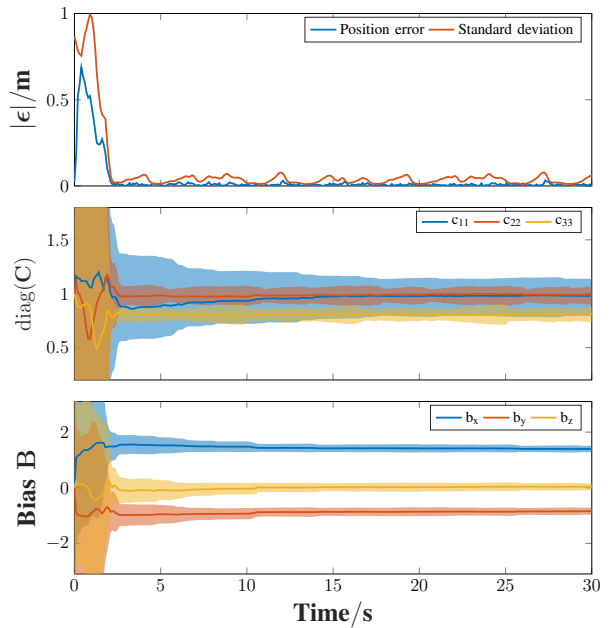 Position error Standard deviation
1
0.5
0
|ϵ|/m
c11 c22 c33
1.5
1
0.5
diag(C)
bx by bz
2
0
−2
Bias B
0 5 10 15 20 25 30
Time/s